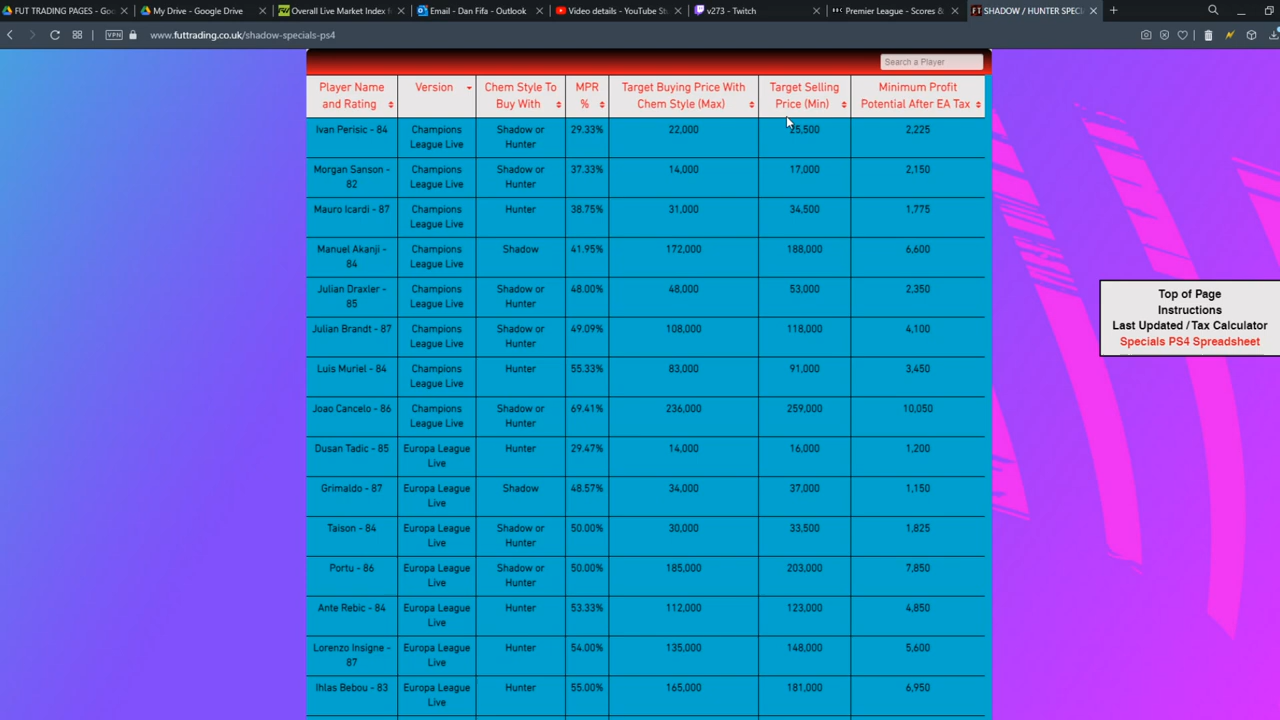 FUT TRADING PAGES - Goo
My Drive - Google Drive
Overall Live Market Index f
Email - Dan Fifa - Outlook
Video details - YouTube St
v273 - Twitch
Premier League - Scores &
SHADOW / HUNTER SPECI
VPN www.futtrading.co.uk/shadow-specials-ps4
Search a Player
Player Name and Rating
Version
Chem Style To Buy With
MPR %
Target Buying Price With Chem Style (Max)
Target Selling Price (Min)
Minimum Profit Potential After EA Tax
Ivan Perisic - 84 Champions League Live Shadow or Hunter 29.33% 22,000 25,500 2,225
Morgan Sanson - 82 Champions League Live Shadow or Hunter 37.33% 14,000 17,000 2,150
Mauro Icardi - 87 Champions League Live Hunter 38.75% 31,000 34,500 1,775
Manuel Akanji - 84 Champions League Live Shadow 41.95% 172,000 188,000 6,600
Julian Draxler - 85 Champions League Live Shadow or Hunter 48.00% 48,000 53,000 2,350
Julian Brandt - 87 Champions League Live Shadow or Hunter 49.09% 108,000 118,000 4,100
Luis Muriel - 84 Champions League Live Hunter 55.33% 83,000 91,000 3,450
Joao Cancelo - 86 Champions League Live Shadow or Hunter 69.41% 236,000 259,000 10,050
Dusan Tadic - 85 Europa League Live Hunter 29.47% 14,000 16,000 1,200
Grimaldo - 87 Europa League Live Shadow 48.57% 34,000 37,000 1,150
Taison - 84 Europa League Live Shadow or Hunter 50.00% 30,000 33,500 1,825
Portu - 86 Europa League Live Shadow or Hunter 50.00% 185,000 203,000 7,850
Ante Rebic - 84 Europa League Live Hunter 53.33% 112,000 123,000 4,850
Lorenzo Insigne - 87 Europa League Live Hunter 54.00% 135,000 148,000 5,600
Ihlas Bebou - 83 Europa League Live Hunter 55.00% 165,000 181,000 6,950
Top of Page
Instructions
Last Updated / Tax Calculator
Specials PS4 Spreadsheet